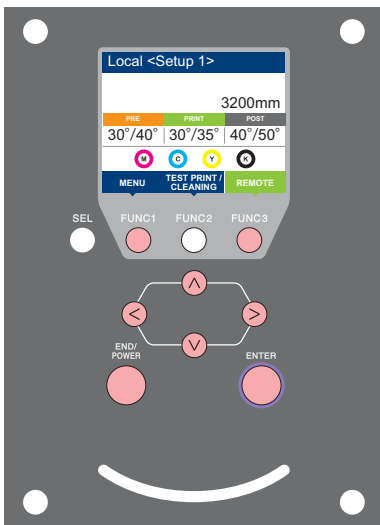 Local <Setup 1>
3200mm
PRE PRINT POST
30°/40° 30°/35° 40°/50°
M C Y K
MENU TEST PRINT / CLEANING REMOTE
SEL FUNC1 FUNC2 FUNC3
END/
POWER
ENTER